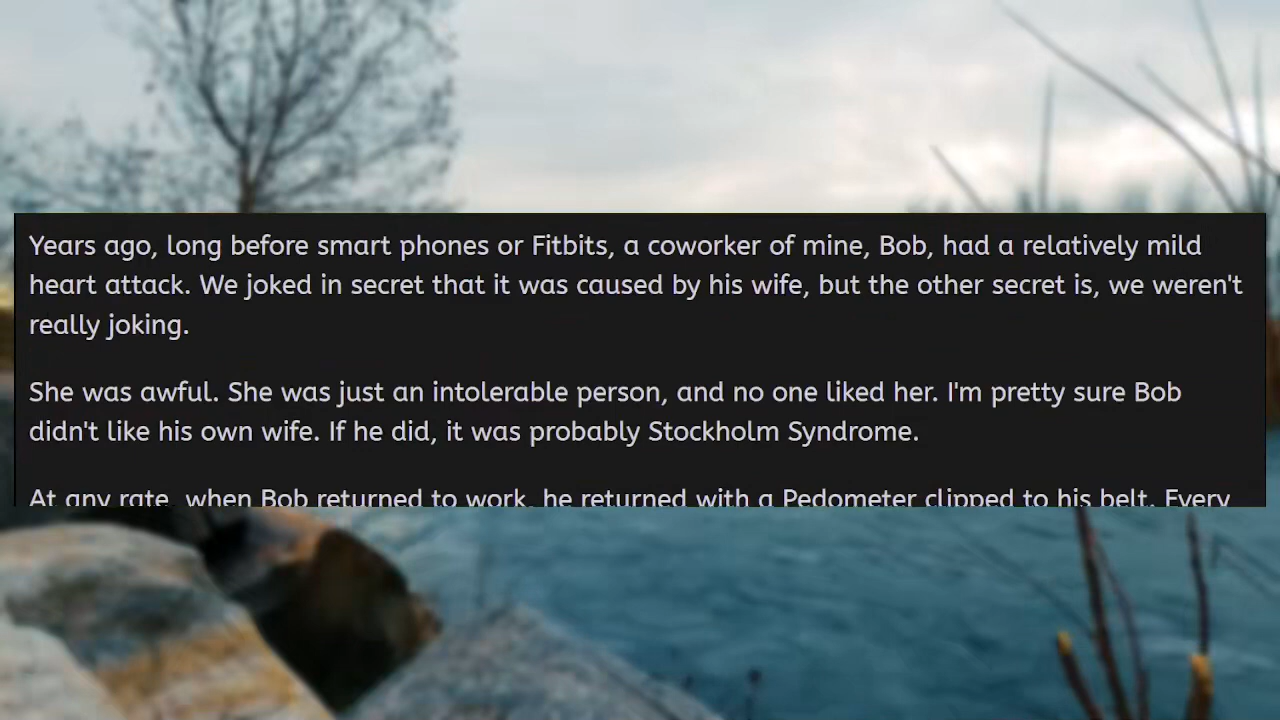 Years ago, long before smart phones or Fitbits, a coworker of mine, Bob, had a relatively mild
heart attack. We joked in secret that it was caused by his wife, but the other secret is, we weren't
really joking.
She was awful. She was just an intolerable person, and no one liked her. I'm pretty sure Bob
didn't like his own wife. If he did, it was probably Stockholm Syndrome.
At any rate, when Bob returned to work, he returned with a Pedometer clipped to his belt. Every